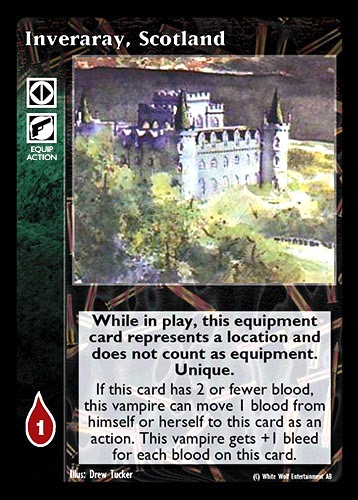 Inveraray, Scotland
EQUIP
ACTION
While in play, this equipment
card represents a location and
does not count as equipment.
Unique.
If this card has 2 or fewer blood,
this vampire can move 1 blood from
himself or herself to this card as an
action. This vampire gets +1 bleed
for each blood on this card.
1
Illus: Drew Tucker
(C) White Wolf Entertainment AB